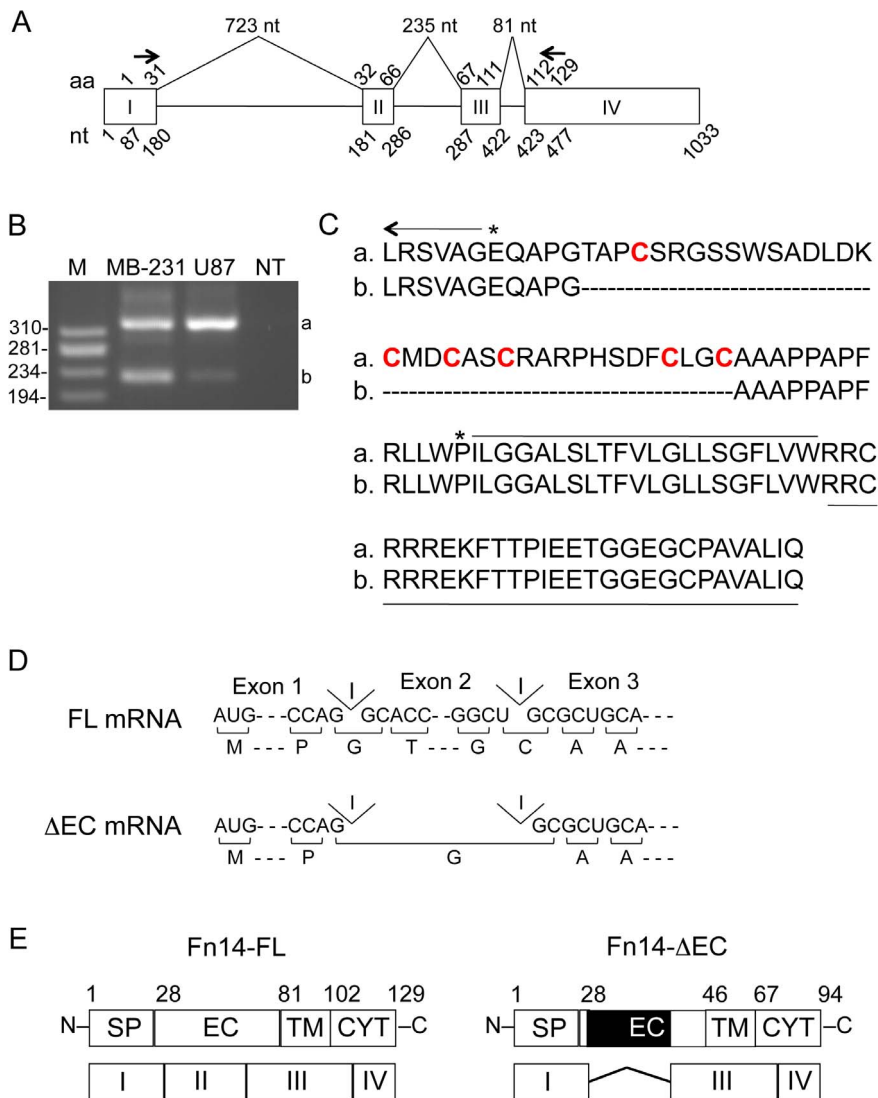 A
723 nt 235 nt 81 nt
aa 1 31 32 66 67 111 112 129
I II III IV
nt 1 87 180 181 286 287 422 423 477 1033
B
M MB-231 U87 NT
310- a
281-
234- b
194-
C
*
a. LRSVAGEQAPGTAPCSRGSSWSADLDK
b. LRSVAGEQAPG---------------------------
a. CMDCASCRARPHSDFCLGCAAAPPAPF
b. ---------------------------------AAAPPAPF
*
a. RLLWPILGGALSLTFVLGLLSGFLVWRRC
b. RLLWPILGGALSLTFVLGLLSGFLVWRRC
a. RRREKFTTPIEETGGEGCPAVALIQ
b. RRREKFTTPIEETGGEGCPAVALIQ
D
Exon 1 I Exon 2 I Exon 3
FL mRNA AUG---CCAG GCACC--GGCU GCGCUGCA---
M --- P G T - G C A A ---
I I
ΔEC mRNA AUG---CCAG GCGCUGCA---
M --- P G A A ---
E
Fn14-FL Fn14-ΔEC
1 28 81 102 129 1 28 46 67 94
N– SP EC TM CYT –C N– SP EC TM CYT –C
I II III IV I III IV